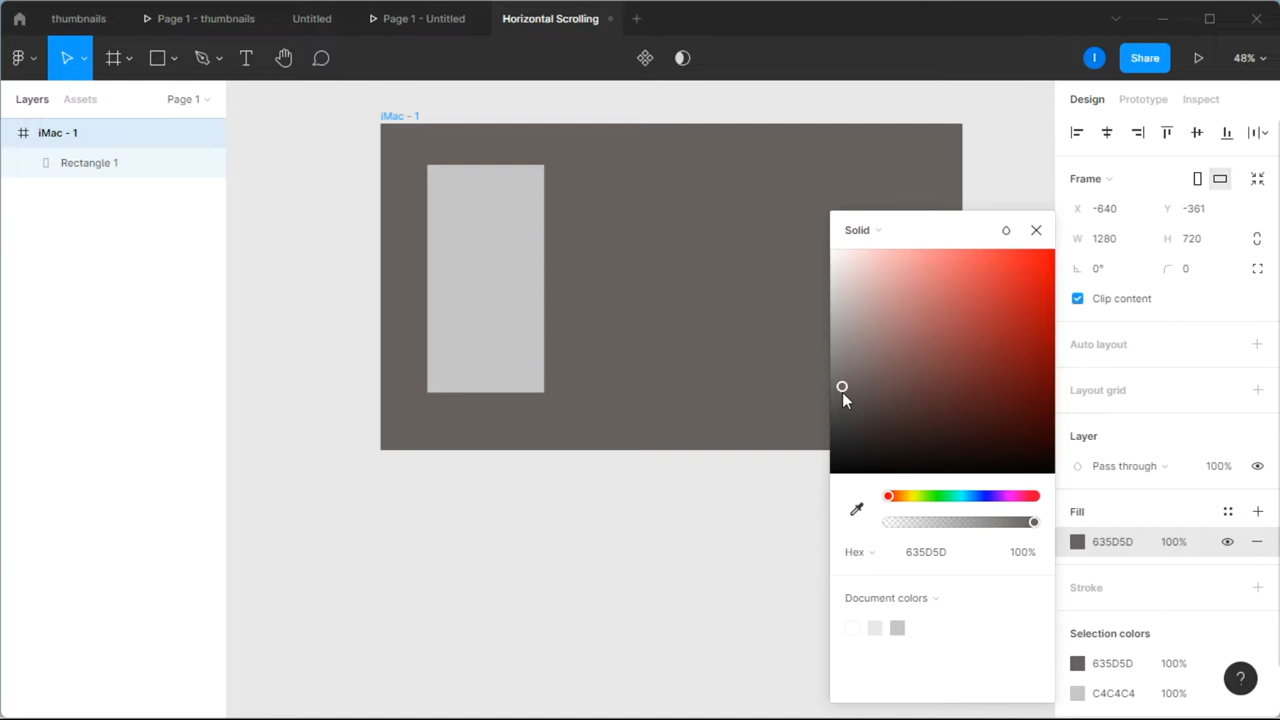 thumbnails
Page 1 - thumbnails
Untitled
Page 1 - Untitled
Horizontal Scrolling
I
Share
48%
Layers
Assets
Page 1
iMac - 1
Rectangle 1
iMac - 1
Design
Prototype
Inspect
Frame
X -640
Y -361
W 1280
H 720
0°
0
Clip content
Auto layout
Layout grid
Layer
Pass through
100%
Fill
635D5D
100%
Stroke
Selection colors
635D5D
100%
C4C4C4
100%
?
Solid
Hex
635D5D
100%
Document colors